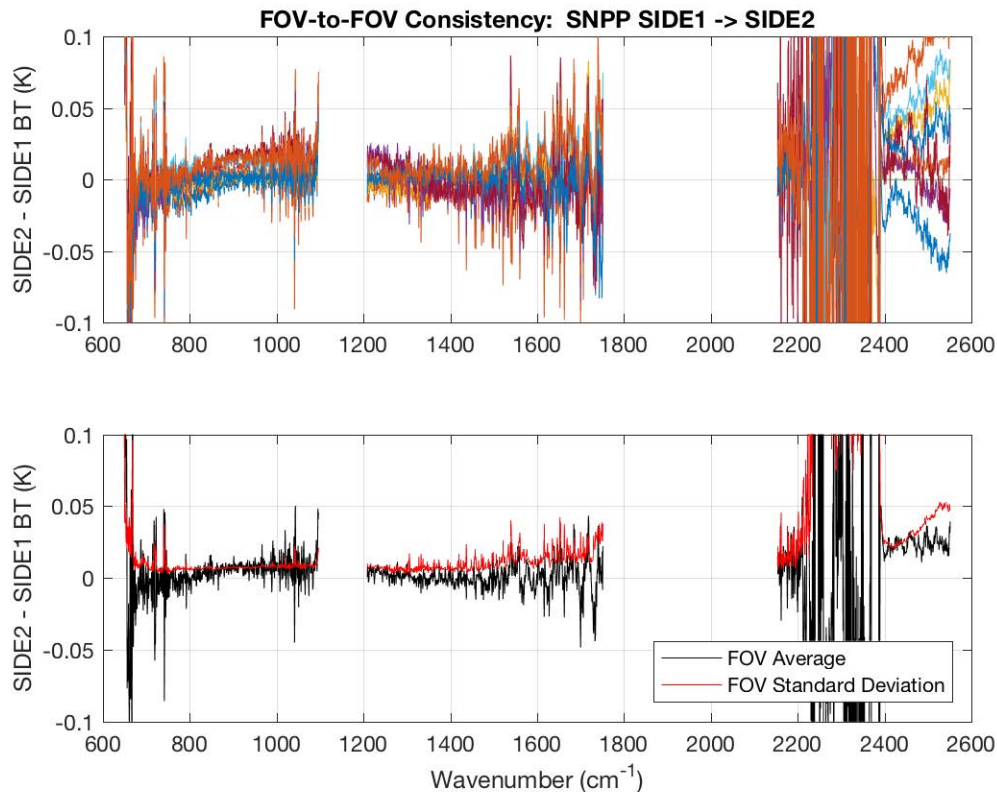 FOV-to-FOV Consistency:  SNPP SIDE1 -> SIDE2
SIDE2 - SIDE1 BT (K)
0.1
0.05
0
-0.05
-0.1
600 800 1000 1200 1400 1600 1800 2000 2200 2400 2600
SIDE2 - SIDE1 BT (K)
0.1
0.05
0
-0.05
-0.1
FOV Average
FOV Standard Deviation
600 800 1000 1200 1400 1600 1800 2000 2200 2400 2600
Wavenumber (cm⁻¹)